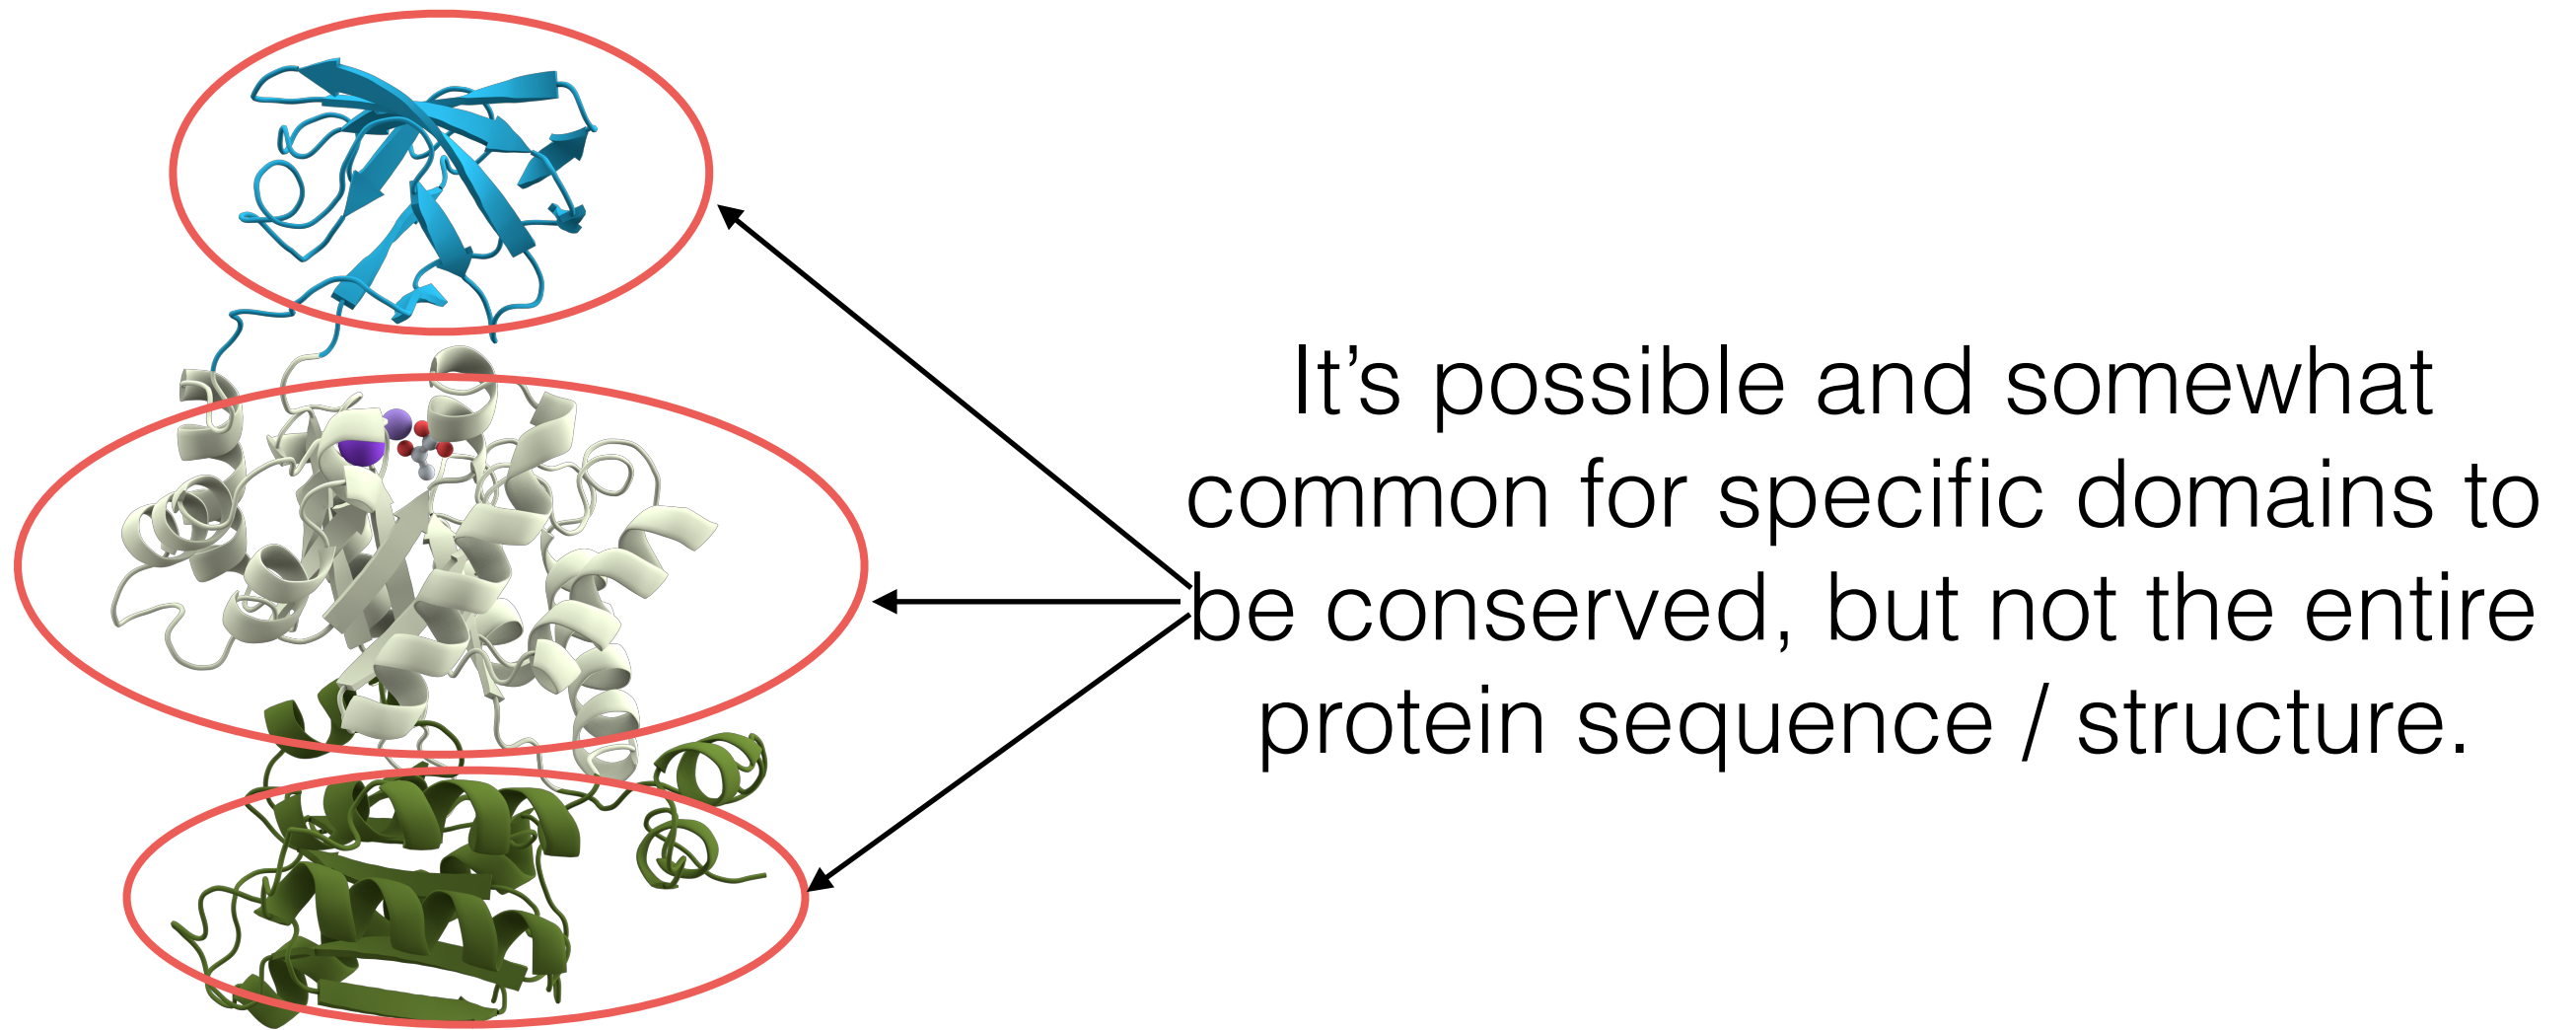 It’s possible and somewhat
common for specific domains to
be conserved, but not the entire
protein sequence / structure.